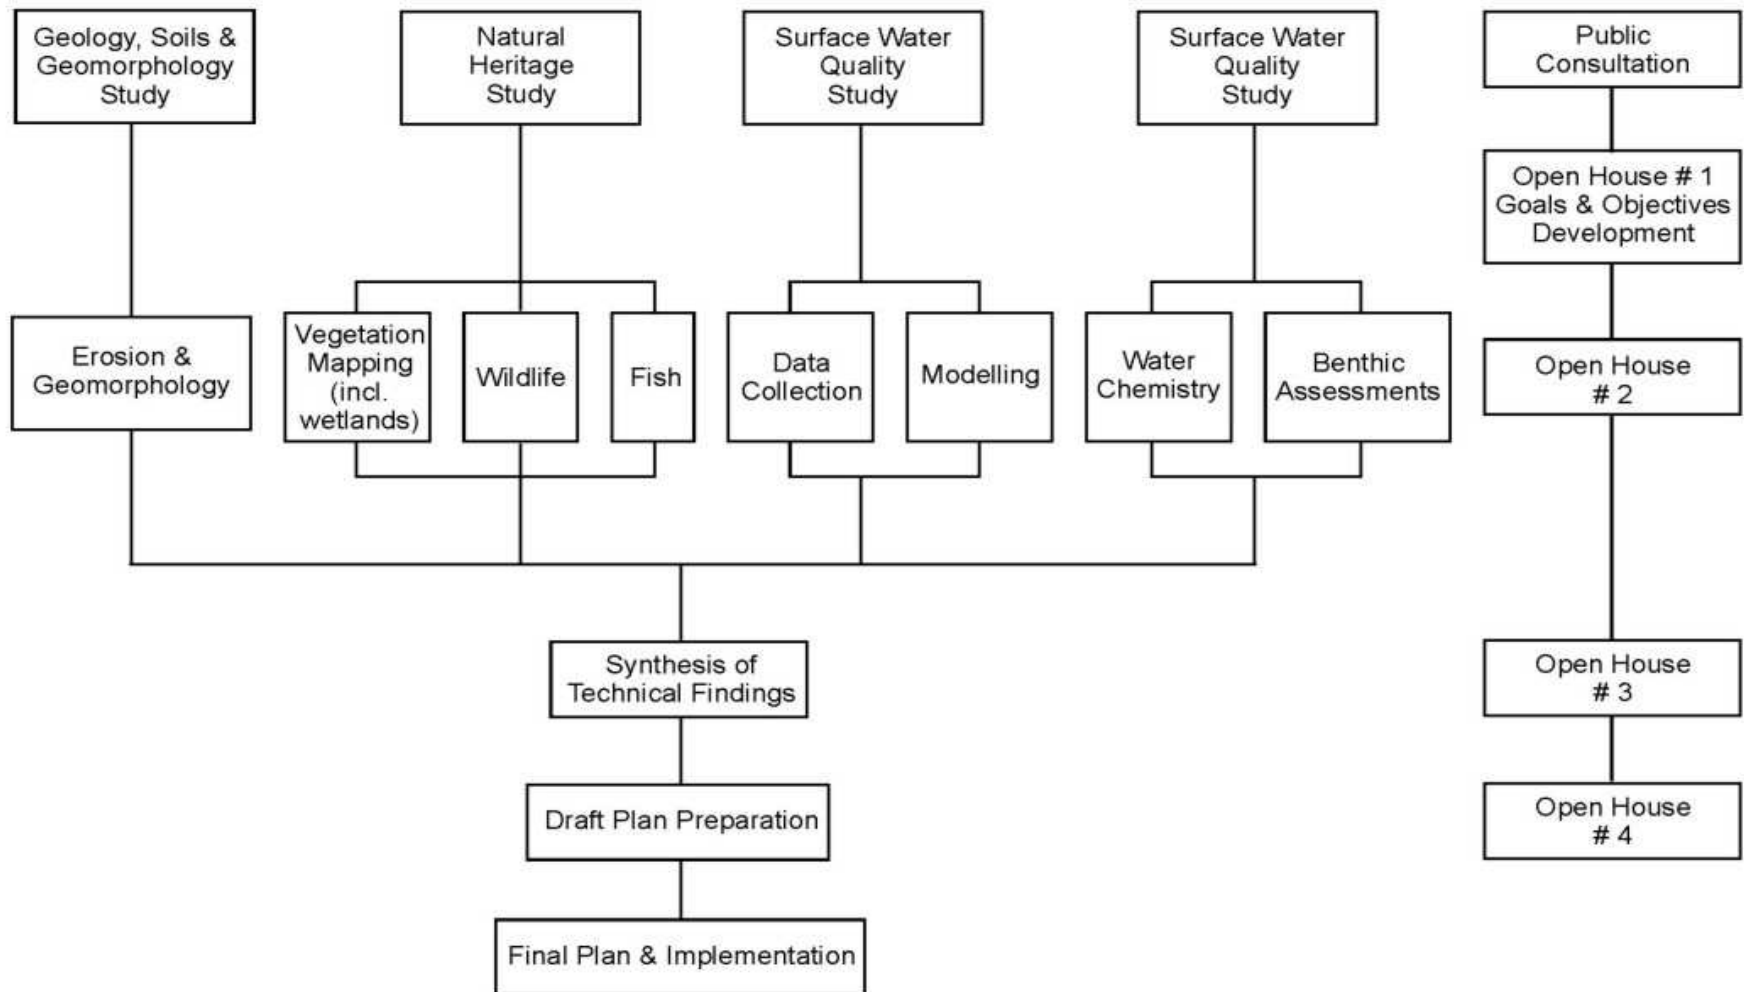 Geology, Soils &
Geomorphology
Study
Natural
Heritage
Study
Surface Water
Quality
Study
Surface Water
Quality
Study
Public
Consultation
Open House # 1
Goals & Objectives
Development
Erosion &
Geomorphology
Vegetation
Mapping
(incl.
wetlands)
Wildlife
Fish
Data
Collection
Modelling
Water
Chemistry
Benthic
Assessments
Open House
# 2
Synthesis of
Technical Findings
Open House
# 3
Draft Plan Preparation
Open House
# 4
Final Plan & Implementation